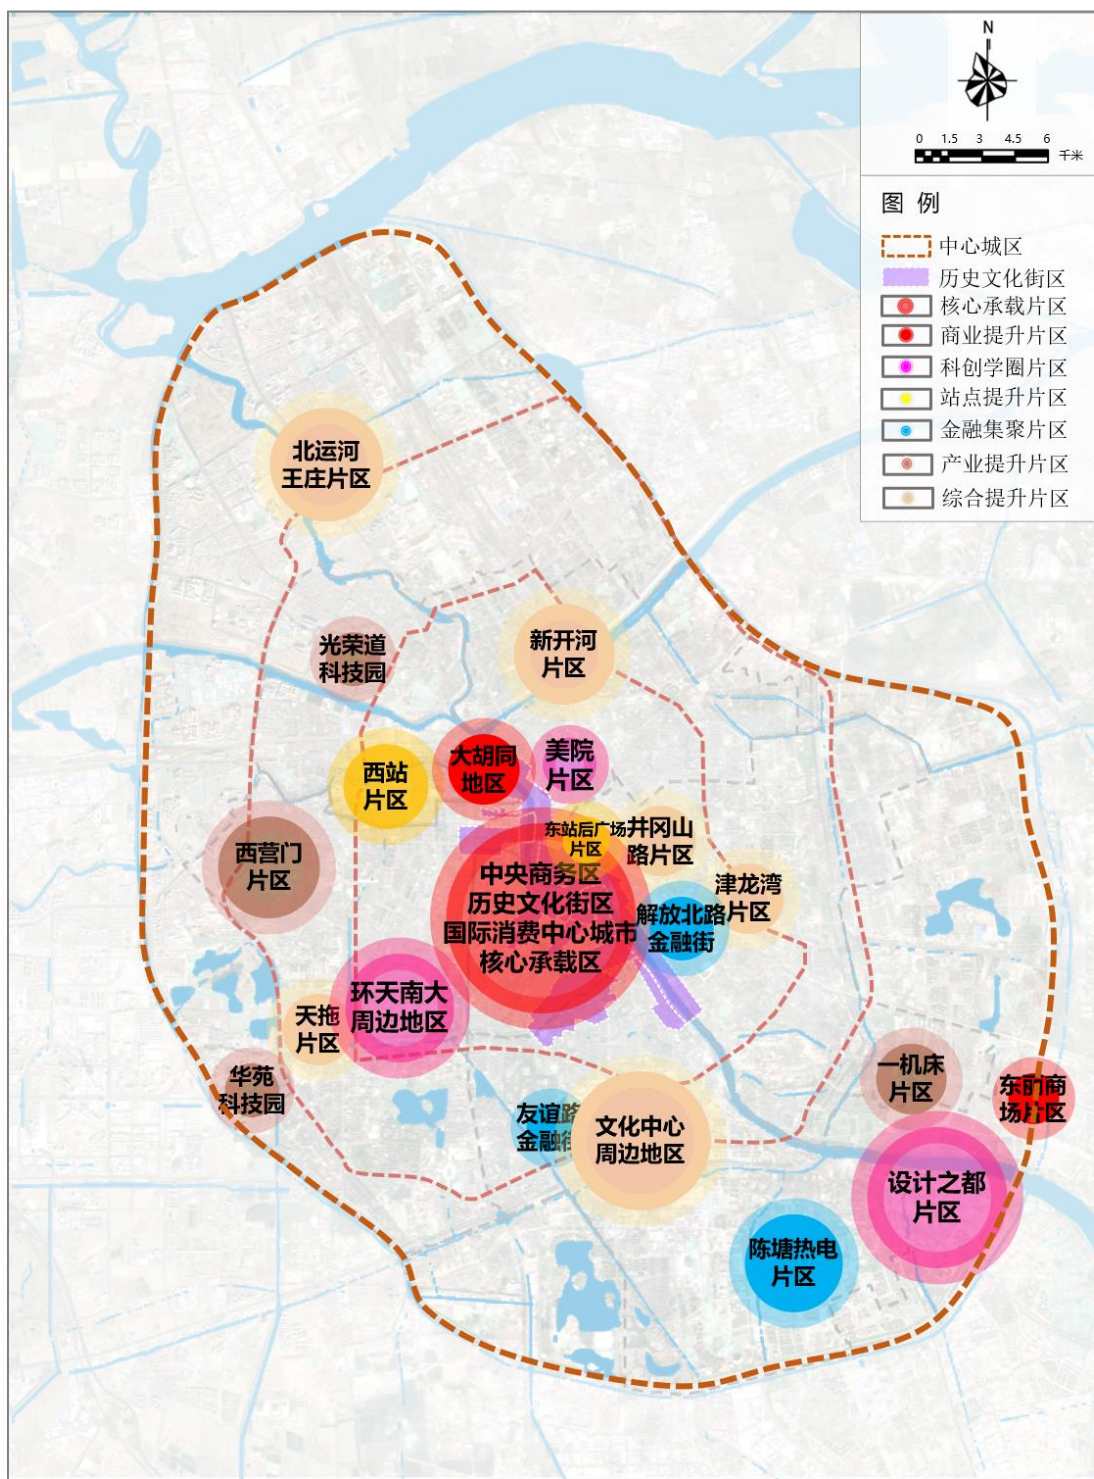 N
0 1.5 3 4.5 6
千米
图 例
中心城区
历史文化街区
核心承载片区
商业提升片区
科创学圈片区
站点提升片区
金融集聚片区
产业提升片区
综合提升片区
北运河
王庄片区
光荣道
科技园
新开河
片区
大胡同
地区
美院
片区
西站
片区
东站后广场
片区
井冈山
路片区
西营门
片区
中央商务区
历史文化街区
国际消费中心城市
核心承载区
津龙湾
片区
解放北路
金融街
环天南大
周边地区
天拖
片区
华苑
科技园
一机床
片区
东丽商
场片区
友谊路
金融街
文化中心
周边地区
设计之都
片区
陈塘热电
片区